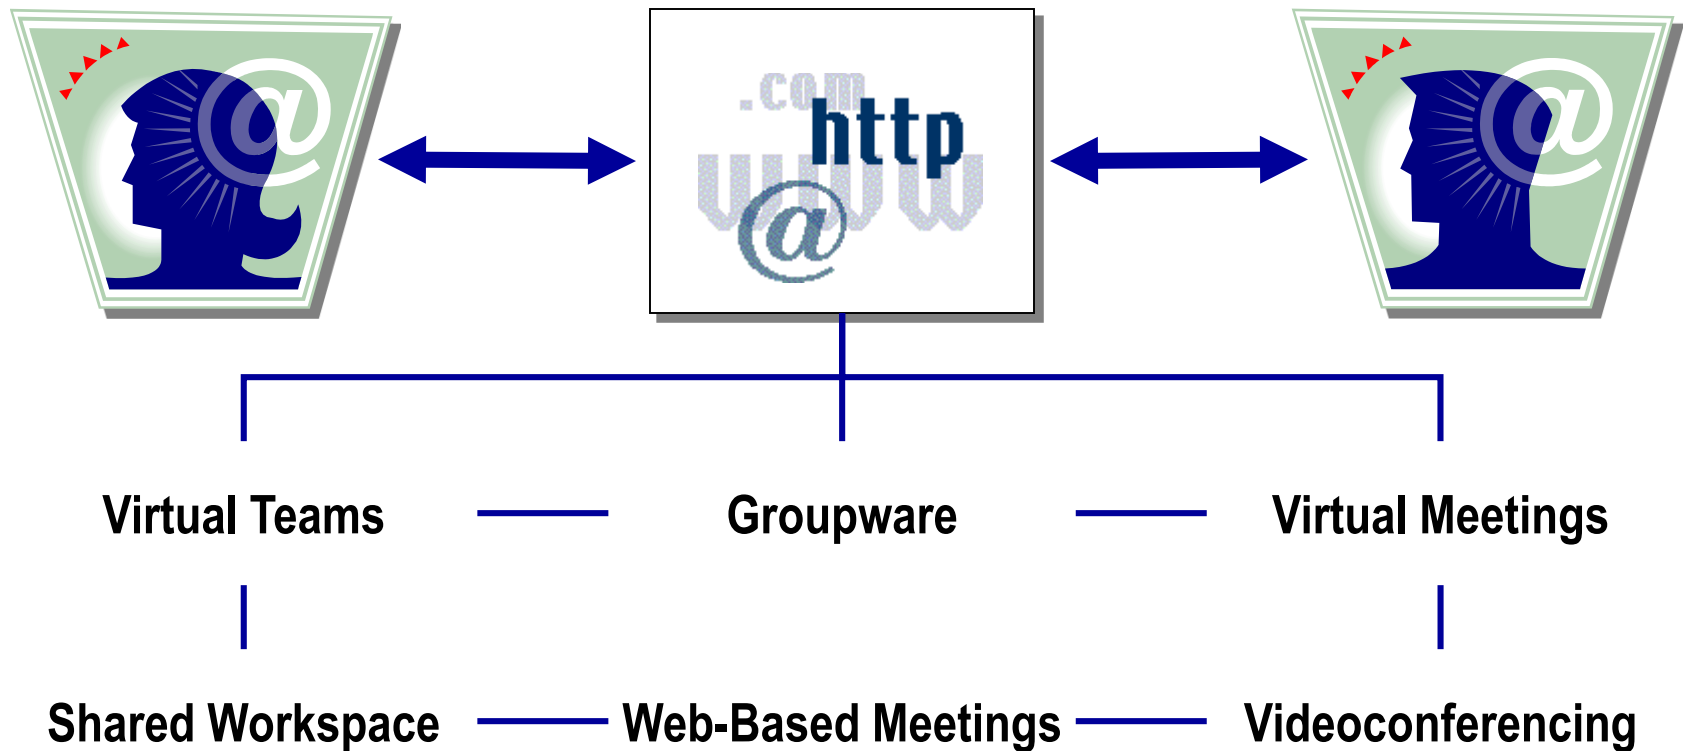 @
.com
http
www
@
@
Virtual Teams
Groupware
Virtual Meetings
Shared Workspace
Web-Based Meetings
Videoconferencing